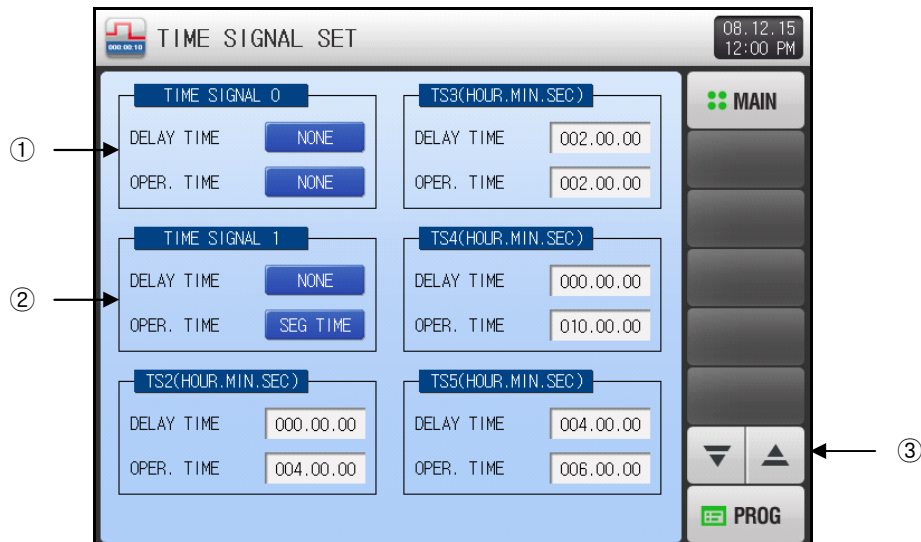 000:00:10
TIME SIGNAL SET
08.12.15
12:00 PM
①
TIME SIGNAL 0
DELAY TIME NONE
OPER. TIME NONE
②
TIME SIGNAL 1
DELAY TIME NONE
OPER. TIME SEG TIME
TS2(HOUR.MIN.SEC)
DELAY TIME 000.00.00
OPER. TIME 004.00.00
TS3(HOUR.MIN.SEC)
DELAY TIME 002.00.00
OPER. TIME 002.00.00
TS4(HOUR.MIN.SEC)
DELAY TIME 000.00.00
OPER. TIME 010.00.00
TS5(HOUR.MIN.SEC)
DELAY TIME 004.00.00
OPER. TIME 006.00.00
MAIN
③
PROG